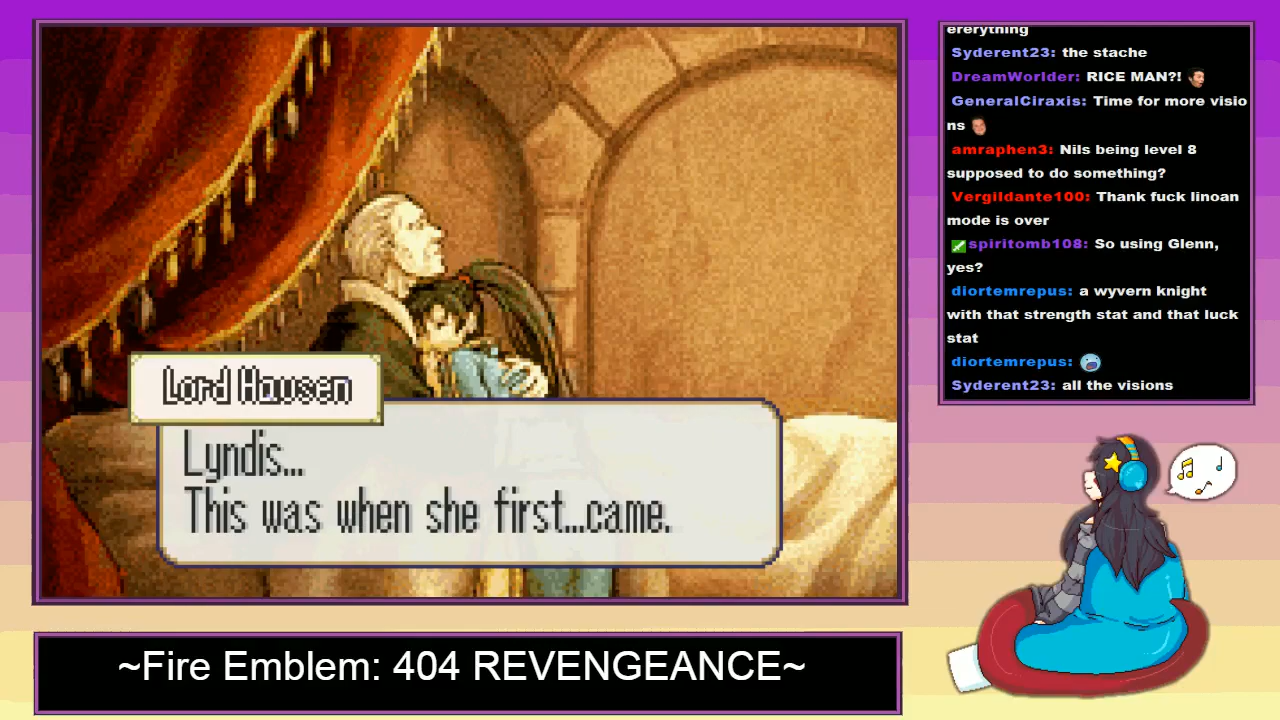 Lord Hausen
Lyndis...
This was when she first...came.
~Fire Emblem: 404 REVENGEANCE~
ererything
Syderent23: the stache
DreamWorlder: RICE MAN?!
GeneralCiraxis: Time for more visio
ns
amraphen3: Nils being level 8
supposed to do something?
Vergildante100: Thank fuck linoan
mode is over
spiritomb108: So using Glenn,
yes?
diortemrepus: a wyvern knight
with that strength stat and that luck
stat
diortemrepus:
Syderent23: all the visions